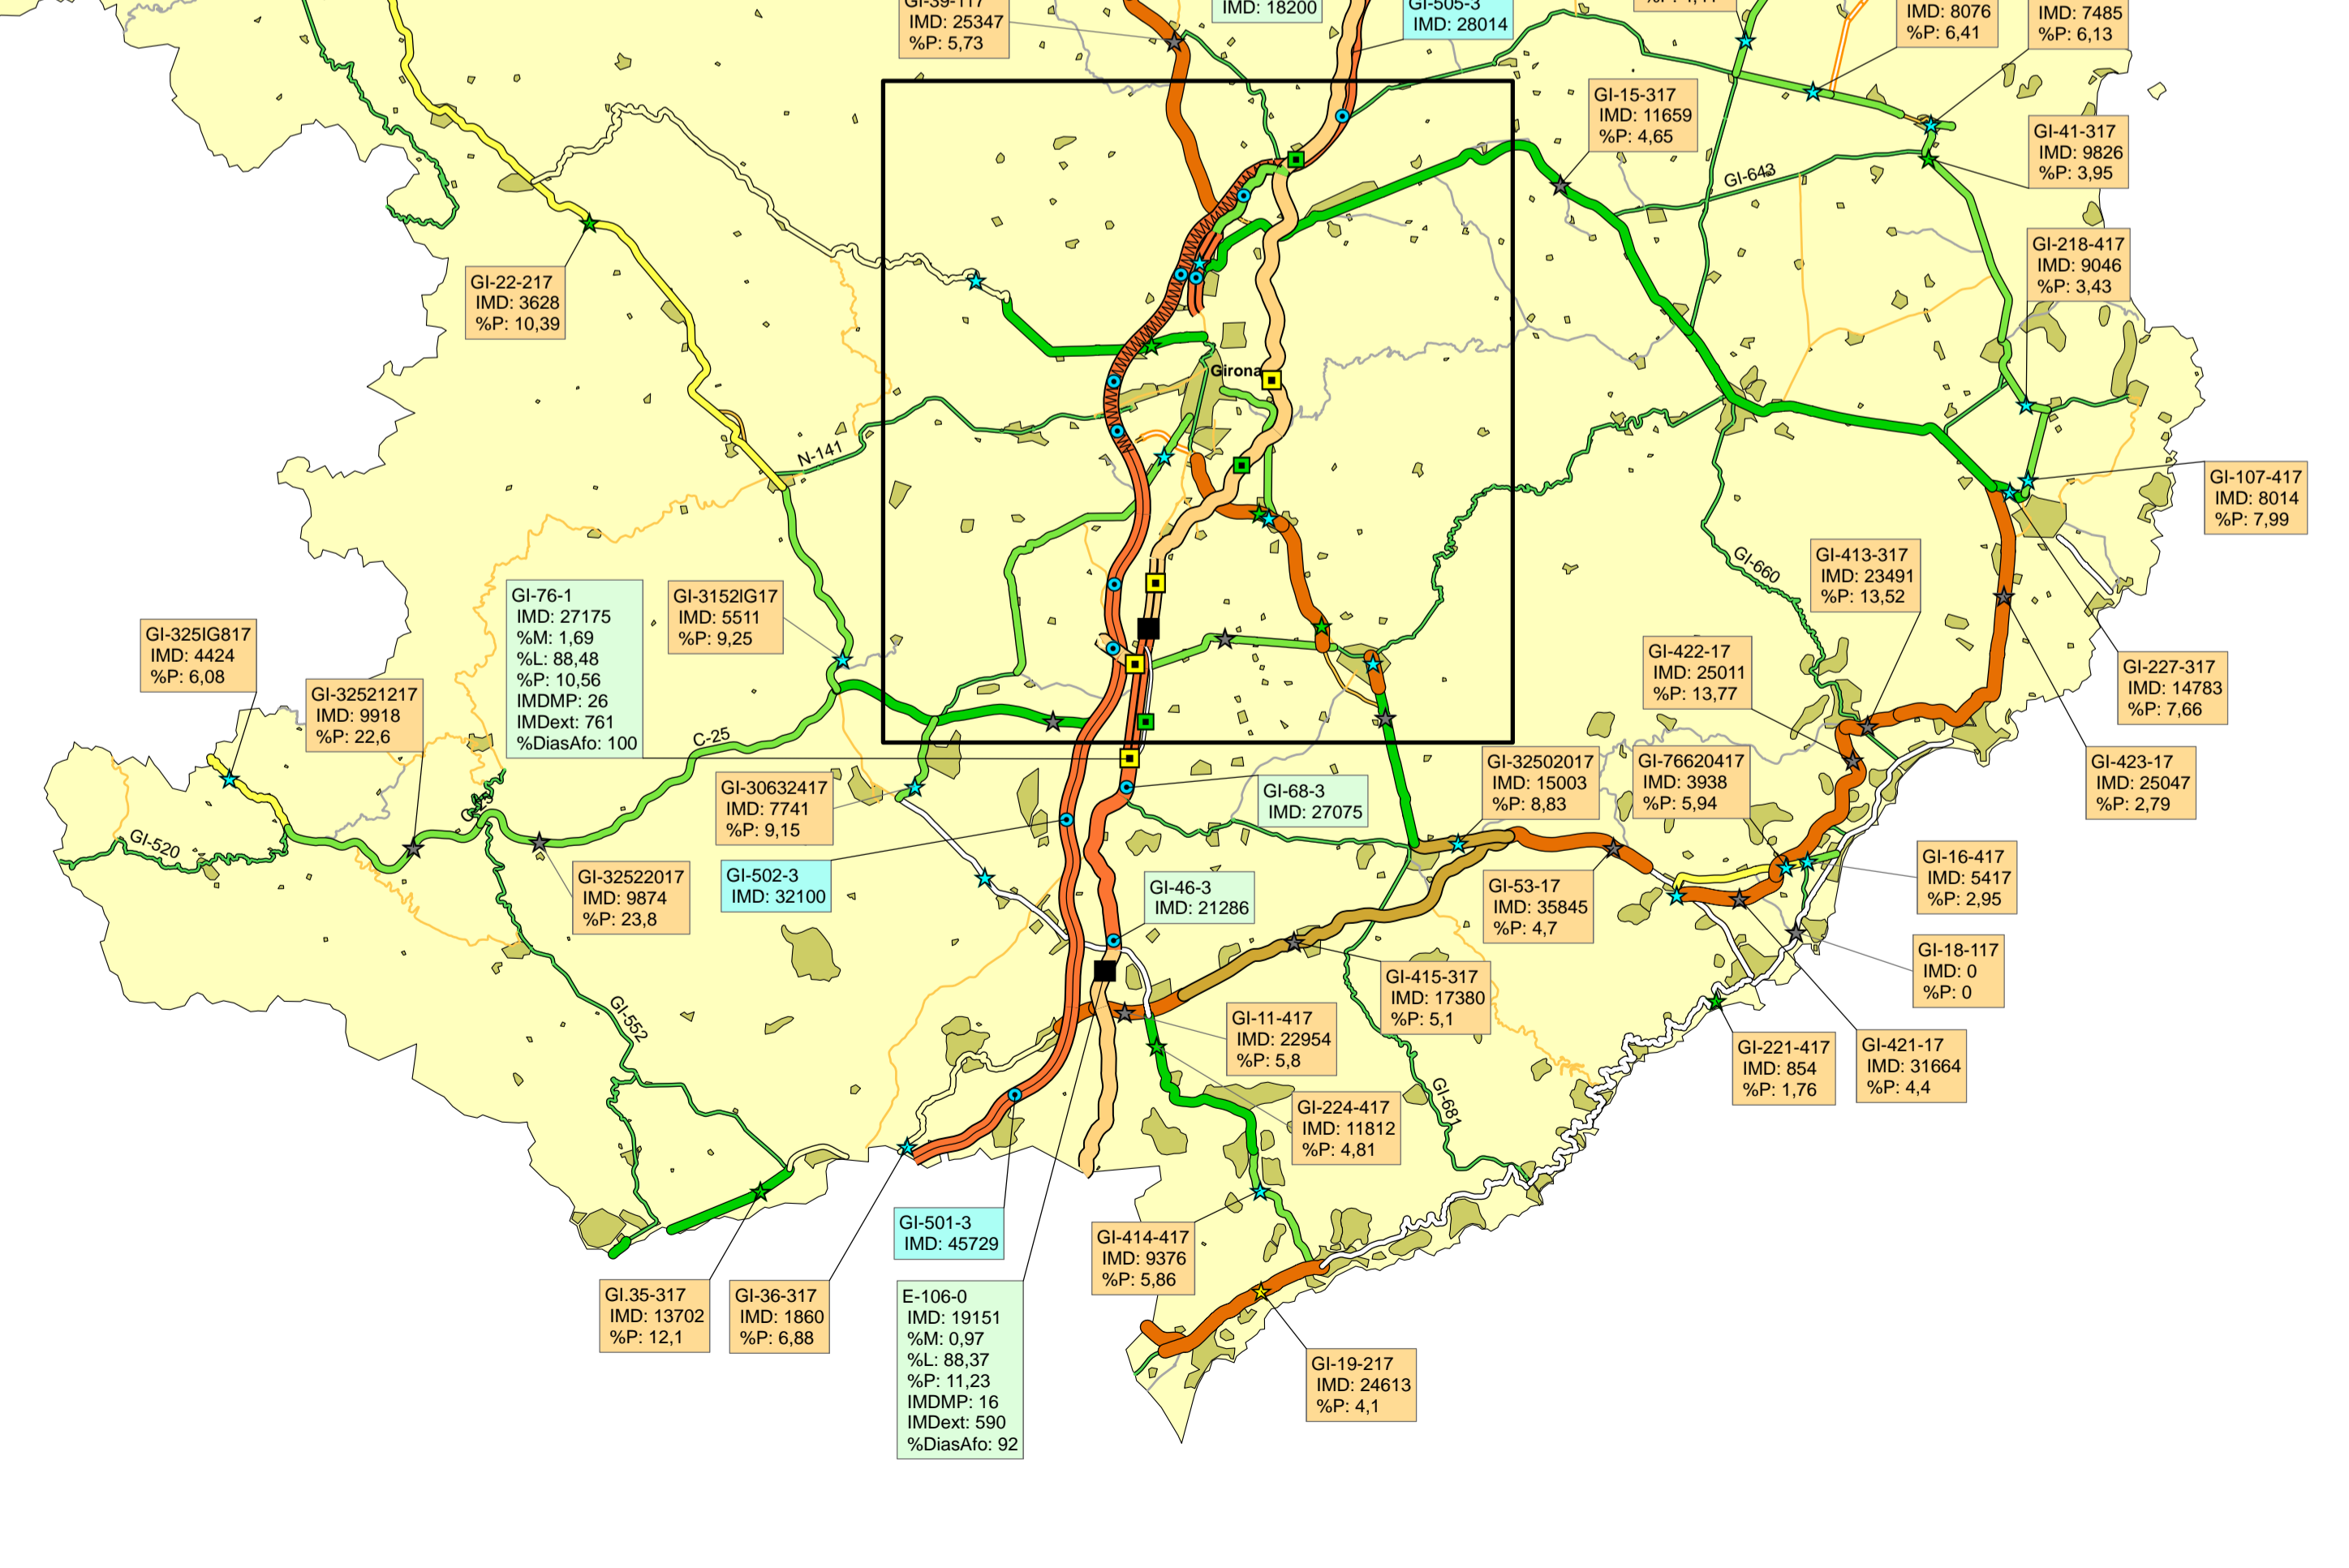 GI-39-117
IMD: 25347
%P: 5,73
IMD: 18200
GI-505-3
IMD: 28014
IMD: 8076
%P: 6,41
IMD: 7485
%P: 6,13
GI-15-317
IMD: 11659
%P: 4,65
GI-41-317
IMD: 9826
%P: 3,95
GI-643
GI-218-417
IMD: 9046
%P: 3,43
GI-22-217
IMD: 3628
%P: 10,39
Girona
N-141
GI-107-417
IMD: 8014
%P: 7,99
GI-660
GI-413-317
IMD: 23491
%P: 13,52
GI-76-1
IMD: 27175
%M: 1,69
%L: 88,48
%P: 10,56
IMDMP: 26
IMDext: 761
%DiasAfo: 100
GI-3152IG17
IMD: 5511
%P: 9,25
GI-325IG817
IMD: 4424
%P: 6,08
GI-422-17
IMD: 25011
%P: 13,77
GI-227-317
IMD: 14783
%P: 7,66
GI-32521217
IMD: 9918
%P: 22,6
C-25
GI-30632417
IMD: 7741
%P: 9,15
GI-68-3
IMD: 27075
GI-32502017
IMD: 15003
%P: 8,83
GI-76620417
IMD: 3938
%P: 5,94
GI-423-17
IMD: 25047
%P: 2,79
GI-520
GI-32522017
IMD: 9874
%P: 23,8
GI-502-3
IMD: 32100
GI-46-3
IMD: 21286
GI-53-17
IMD: 35845
%P: 4,7
GI-16-417
IMD: 5417
%P: 2,95
GI-18-117
IMD: 0
%P: 0
GI-415-317
IMD: 17380
%P: 5,1
GI-552
GI-11-417
IMD: 22954
%P: 5,8
GI-221-417
IMD: 854
%P: 1,76
GI-421-17
IMD: 31664
%P: 4,4
GI-681
GI-224-417
IMD: 11812
%P: 4,81
GI-501-3
IMD: 45729
GI-414-417
IMD: 9376
%P: 5,86
GI.35-317
IMD: 13702
%P: 12,1
GI-36-317
IMD: 1860
%P: 6,88
E-106-0
IMD: 19151
%M: 0,97
%L: 88,37
%P: 11,23
IMDMP: 16
IMDext: 590
%DiasAfo: 92
GI-19-217
IMD: 24613
%P: 4,1